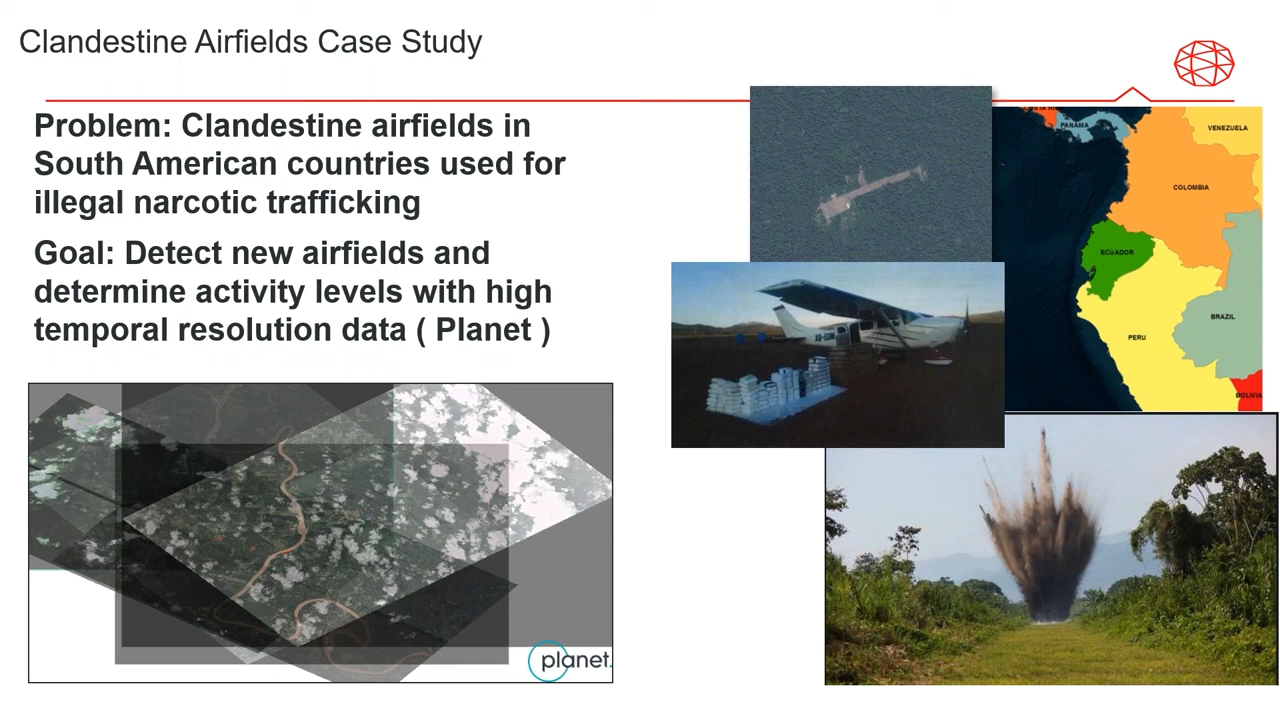 Clandestine Airfields Case Study
Problem: Clandestine airfields in
South American countries used for
illegal narcotic trafficking
Goal: Detect new airfields and
determine activity levels with high
temporal resolution data ( Planet )
PANAMA
VENEZUELA
COLOMBIA
ECUADOR
BRAZIL
PERU
BOLIVIA
planet.